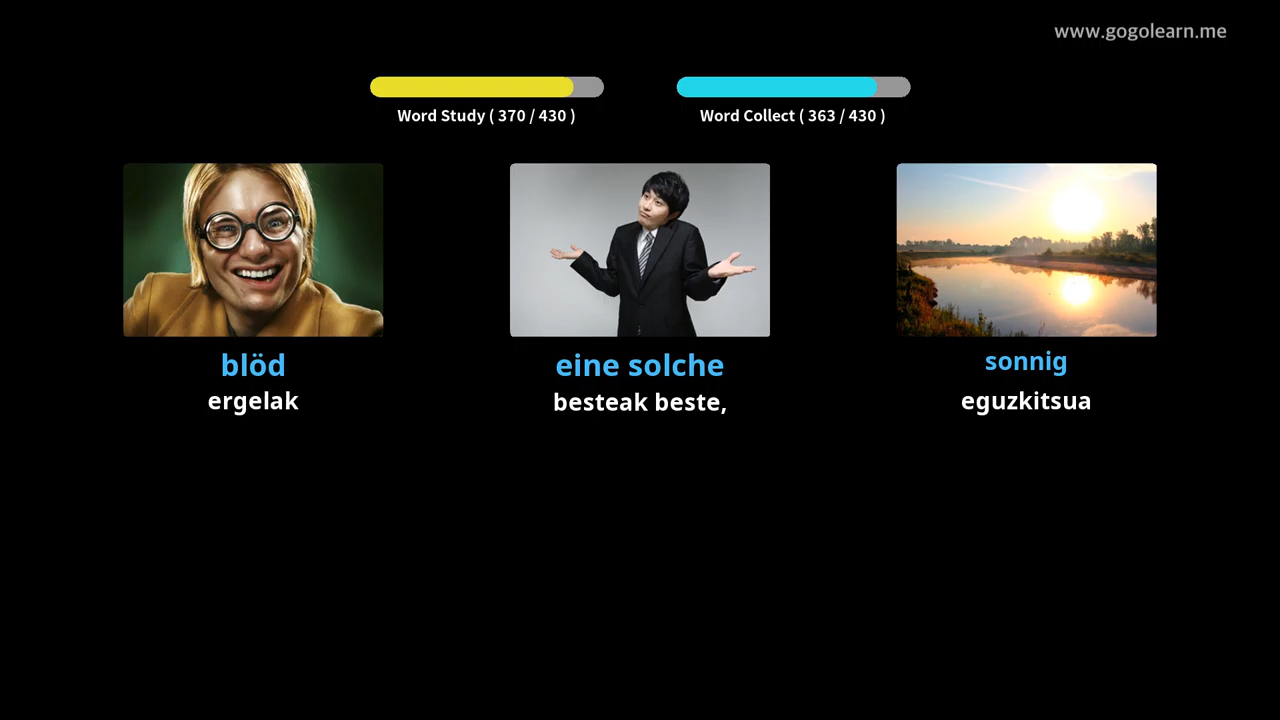 www.gogolearn.me
Word Study ( 370 / 430 )
Word Collect ( 363 / 430 )
blöd
ergelak
eine solche
besteak beste,
sonnig
eguzkitsua